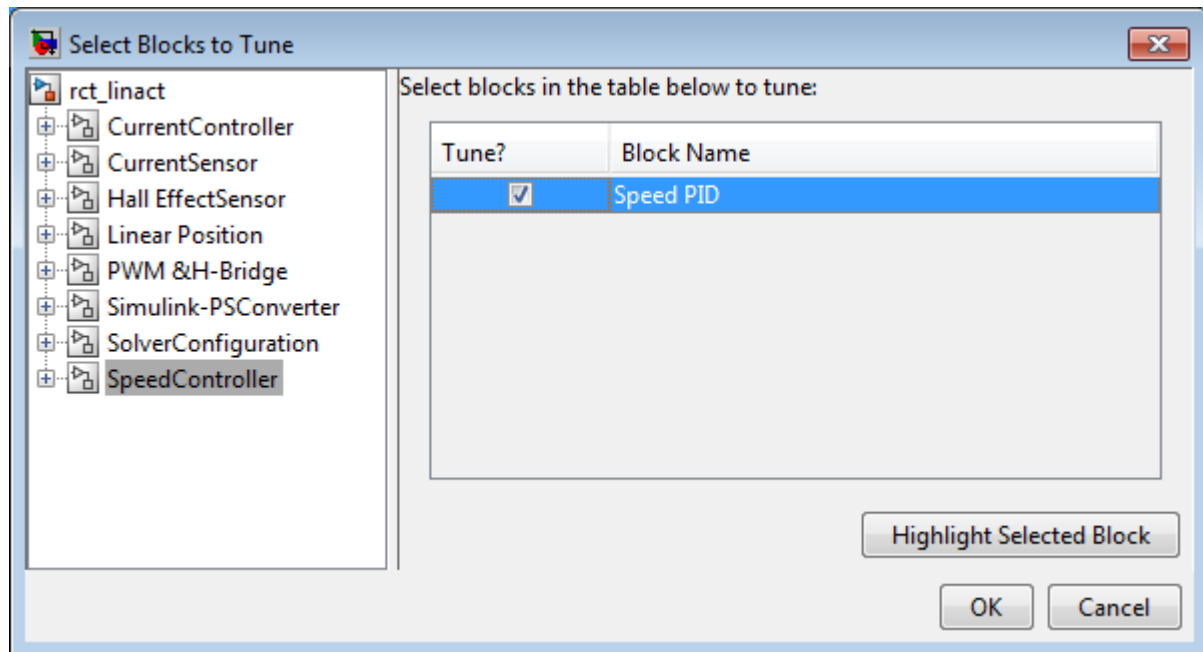 Select Blocks to Tune
rct_linact
CurrentController
CurrentSensor
Hall EffectSensor
Linear Position
PWM &H-Bridge
Simulink-PSConverter
SolverConfiguration
SpeedController
Select blocks in the table below to tune:
Tune? Block Name
Speed PID
Highlight Selected Block
OK Cancel